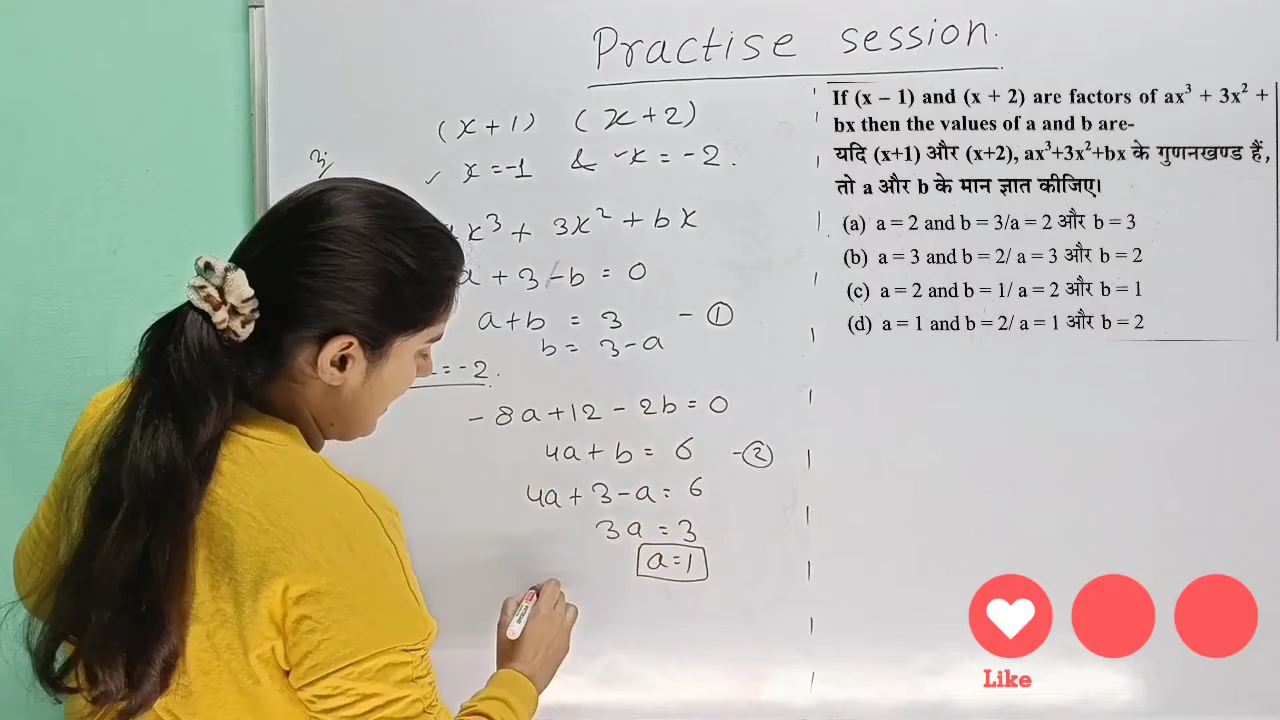 Practise session.
(x+1) (x+2)
3.
✓ x = -1 & ✓ x = -2.
x³ + 3x² + bx
a + 3 - b = 0
a + b = 3 - ①
b = 3 - a
= -2.
- 8a + 12 - 2b = 0
4a + b = 6 - ②
4a + 3 - a = 6
3a = 3
a = 1
If (x – 1) and (x + 2) are factors of ax³ + 3x² +
bx then the values of a and b are-
यदि (x+1) और (x+2), ax³+3x²+bx के गुणनखण्ड हैं,
तो a और b के मान ज्ञात कीजिए।
(a) a = 2 and b = 3/a = 2 और b = 3
(b) a = 3 and b = 2/ a = 3 और b = 2
(c) a = 2 and b = 1/ a = 2 और b = 1
(d) a = 1 and b = 2/ a = 1 और b = 2
Like